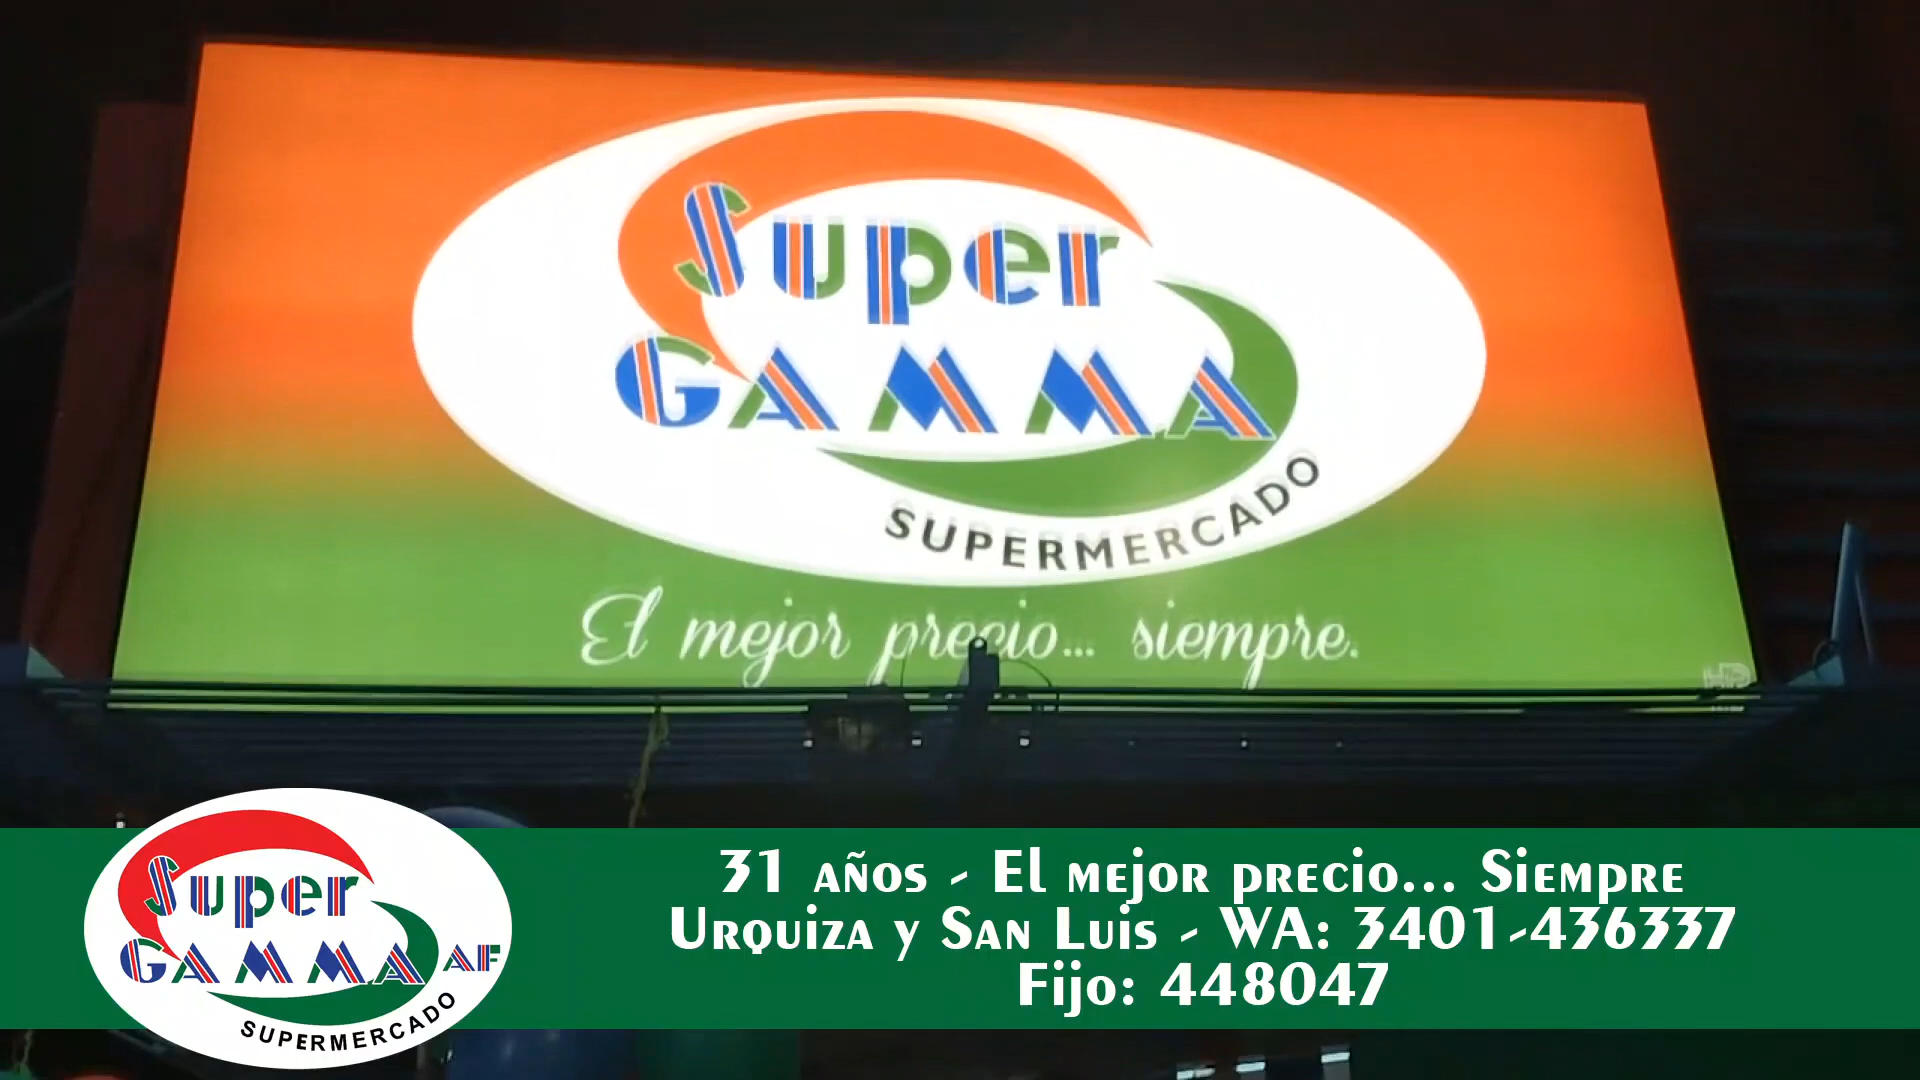 Super
GAMMA
SUPERMERCADO
El mejor precio... siempre.
HP
Super
GAMMA AF
SUPERMERCADO
31 años - El mejor precio... Siempre
Urquiza y San Luis - WA: 3401-436337
Fijo: 448047